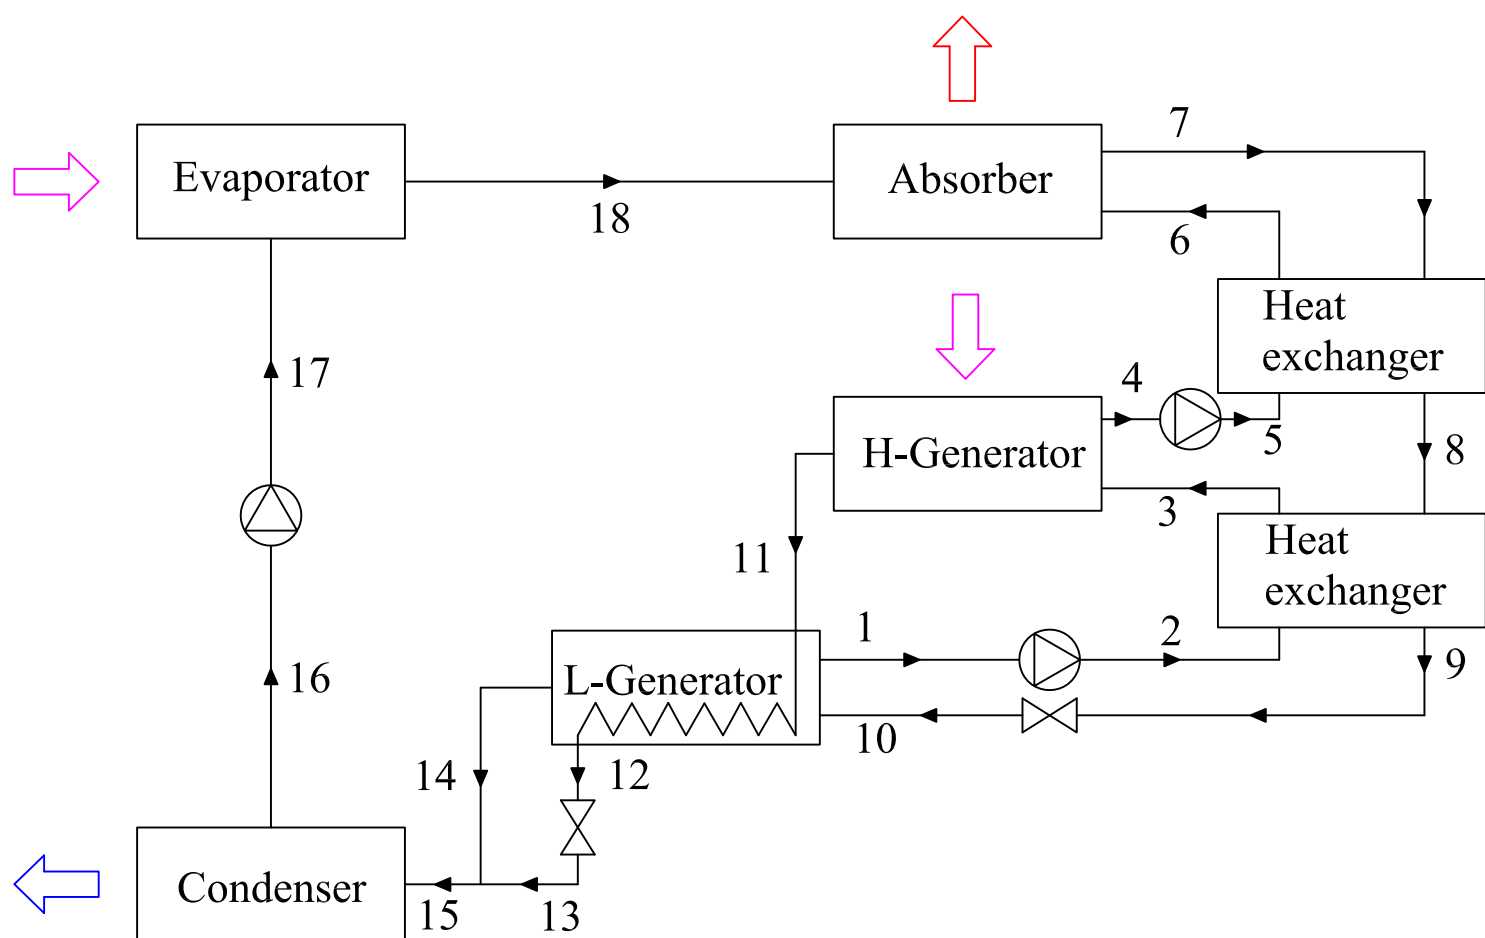 7
Evaporator
Absorber
18
6
Heat
exchanger
17
4
5
H-Generator
8
3
Heat
exchanger
11
1
2
L-Generator
9
16
10
14
12
Condenser
15
13